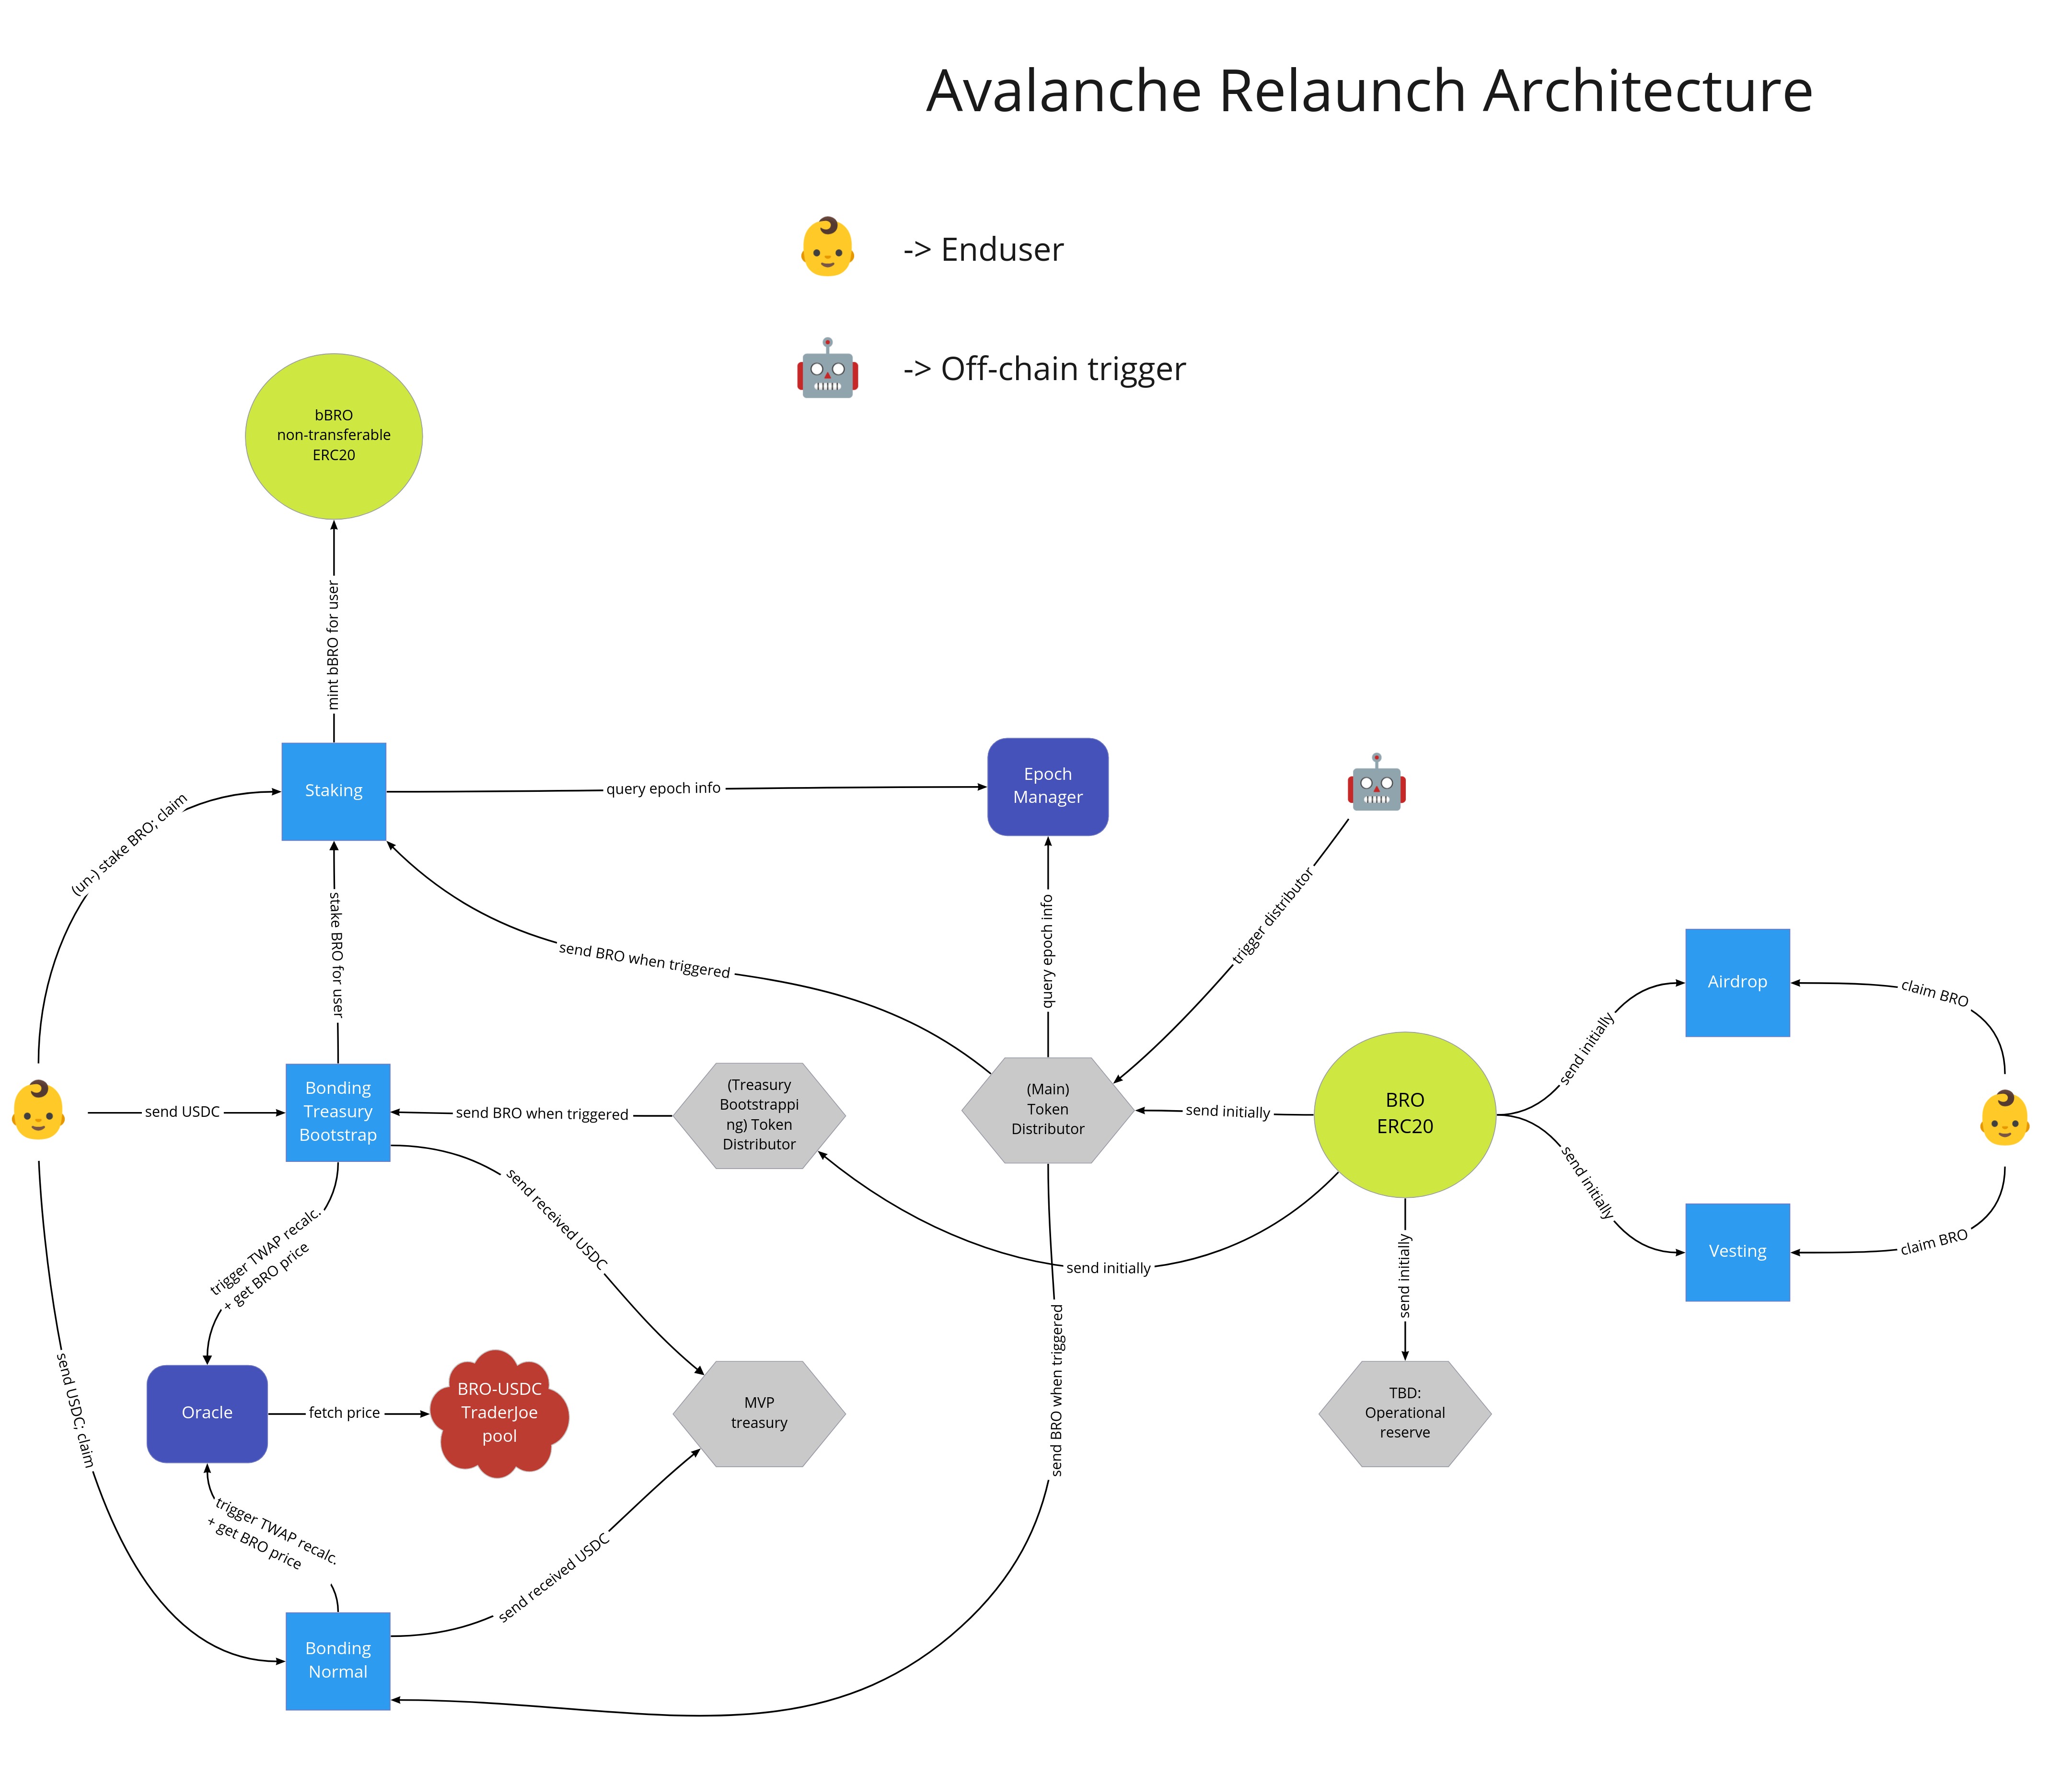 Avalanche Relaunch Architecture
-> Enduser
-> Off-chain trigger
bBRO
non-transferable
ERC20
mint bBRO for user
Staking
query epoch info
Epoch
Manager
(un-) stake BRO; claim
stake BRO for user
send BRO when triggered
query epoch info
trigger distributor
Airdrop
claim BRO
send initially
send USDC
Bonding
Treasury
Bootstrap
send BRO when triggered
(Treasury
Bootstrappi
ng) Token
Distributor
(Main)
Token
Distributor
send initially
BRO
ERC20
send initially
Vesting
claim BRO
send initially
send initially
trigger TWAP recalc.
+ get BRO price
send received USDC
send USDC; claim
Oracle
fetch price
BRO-USDC
TraderJoe
pool
MVP
treasury
send BRO when triggered
TBD:
Operational
reserve
trigger TWAP recalc.
+ get BRO price
send received USDC
Bonding
Normal